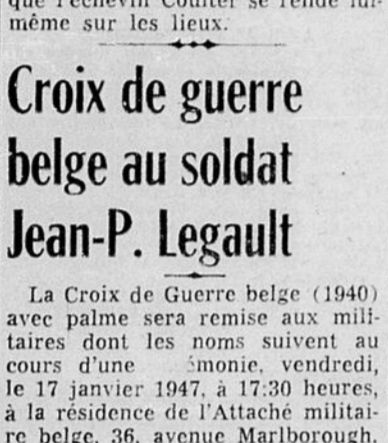 que l'échevin Coulter se rende lui-
même sur les lieux.
Croix de guerre
belge au soldat
Jean-P. Legault
La Croix de Guerre belge (1940)
avec palme sera remise aux mili-
taires dont les noms suivent au
cours d'une émonie, vendredi,
le 17 janvier 1947, à 17:30 heures,
à la résidence de l'Attaché militai-
re belge, 36, avenue Marlborough,